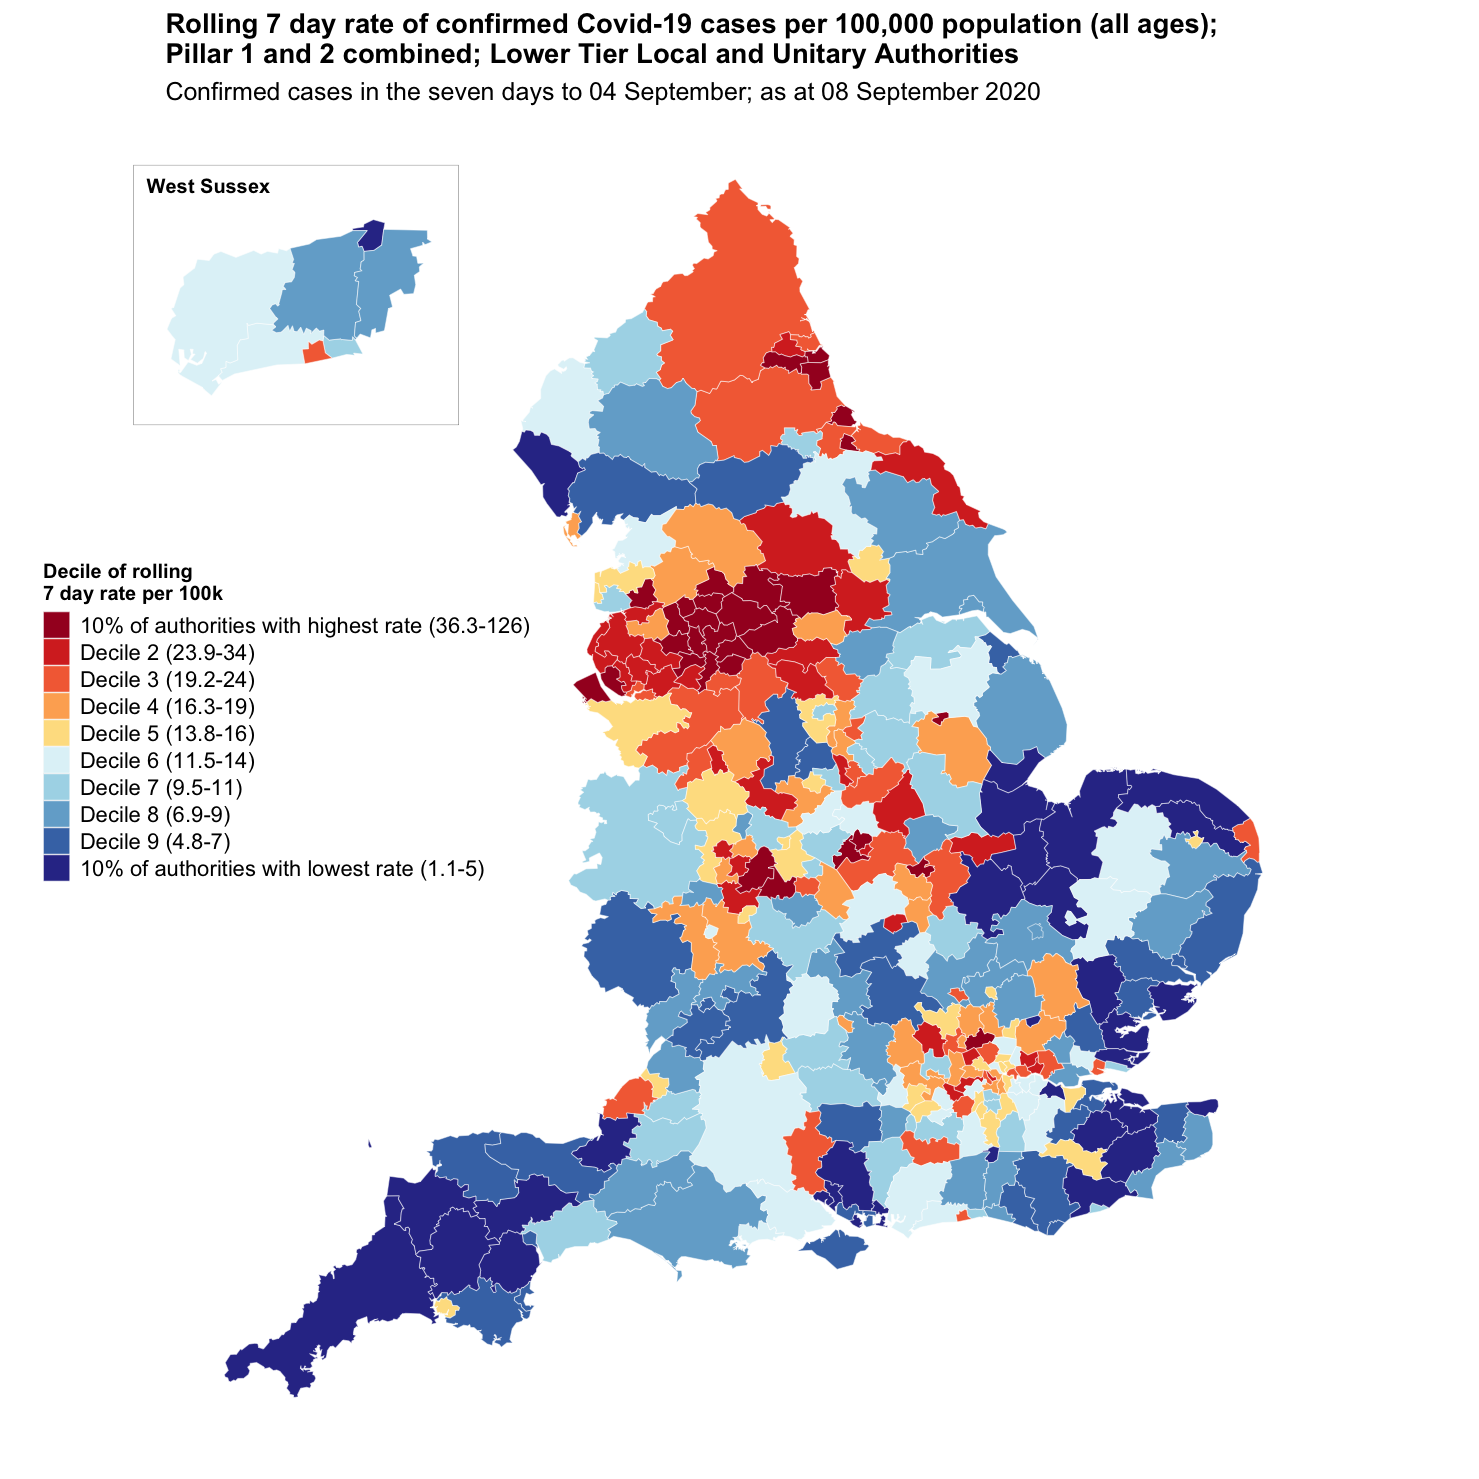 Rolling 7 day rate of confirmed Covid-19 cases per 100,000 population (all ages);
Pillar 1 and 2 combined; Lower Tier Local and Unitary Authorities
Confirmed cases in the seven days to 04 September; as at 08 September 2020
West Sussex
Decile of rolling
7 day rate per 100k
10% of authorities with highest rate (36.3-126)
Decile 2 (23.9-34)
Decile 3 (19.2-24)
Decile 4 (16.3-19)
Decile 5 (13.8-16)
Decile 6 (11.5-14)
Decile 7 (9.5-11)
Decile 8 (6.9-9)
Decile 9 (4.8-7)
10% of authorities with lowest rate (1.1-5)